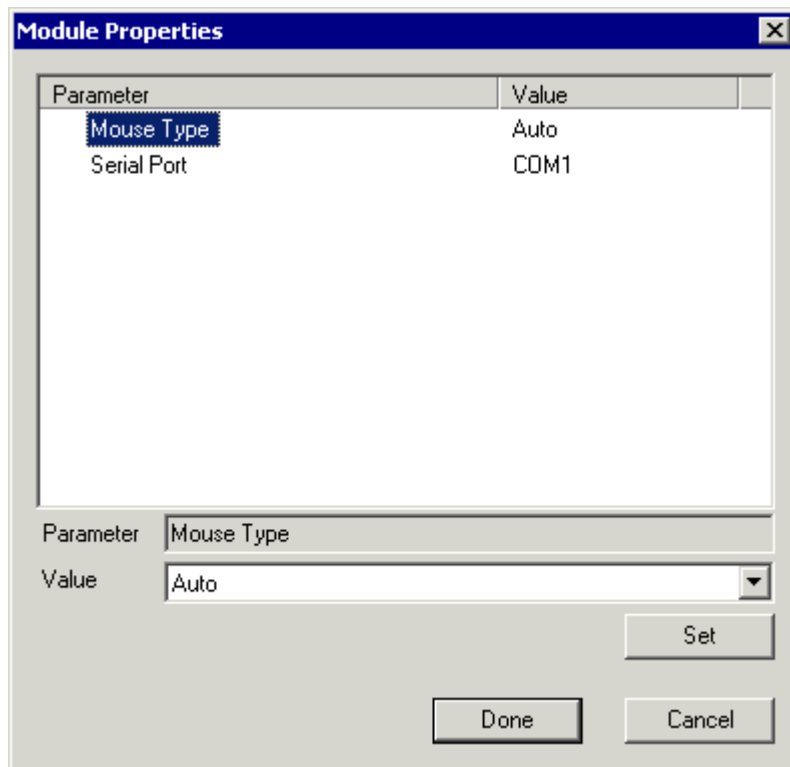 Module Properties
Parameter Value
Mouse Type Auto
Serial Port COM1
Parameter Mouse Type
Value Auto
Set
Done Cancel